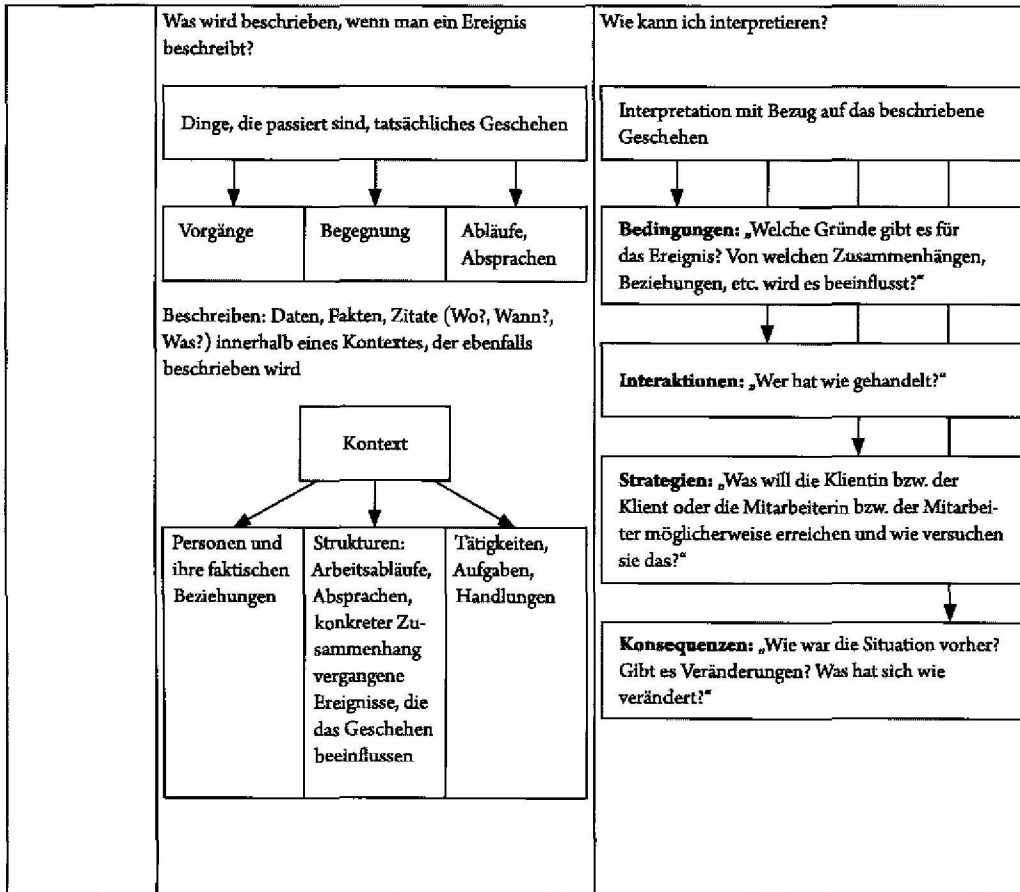 Was wird beschrieben, wenn man ein Ereignis
beschreibt?
Dinge, die passiert sind, tatsächliches Geschehen
Vorgänge
Begegnung
Abläufe,
Absprachen
Beschreiben: Daten, Fakten, Zitate (Wo?, Wann?,
Was?) innerhalb eines Kontextes, der ebenfalls
beschrieben wird
Kontext
Personen und
ihre faktischen
Beziehungen
Strukturen:
Arbeitsabläufe,
Absprachen,
konkreter Zu-
sammenhang
vergangene
Ereignisse, die
das Geschehen
beeinflussen
Tätigkeiten,
Aufgaben,
Handlungen
Wie kann ich interpretieren?
Interpretation mit Bezug auf das beschriebene
Geschehen
Bedingungen: „Welche Gründe gibt es für
das Ereignis? Von welchen Zusammenhängen,
Beziehungen, etc. wird es beeinflusst?“
Interaktionen: „Wer hat wie gehandelt?“
Strategien: „Was will die Klientin bzw. der
Klient oder die Mitarbeiterin bzw. der Mitarbei-
ter möglicherweise erreichen und wie versuchen
sie das?“
Konsequenzen: „Wie war die Situation vorher?
Gibt es Veränderungen? Was hat sich wie
verändert?“